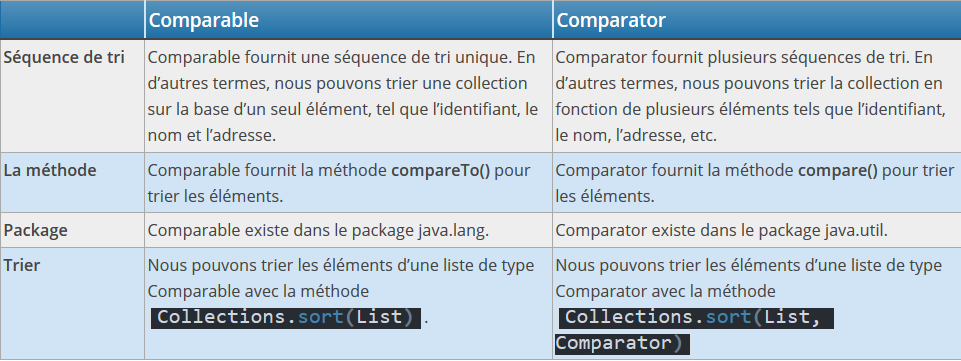 Comparable Comparator
Séquence de tri Comparable fournit une séquence de tri unique. En Comparator fournit plusieurs séquences de tri. En
d’autres termes, nous pouvons trier une collection d’autres termes, nous pouvons trier la collection en
sur la base d’un seul élément, tel que l’identifiant, le fonction de plusieurs éléments tels que l’identifiant,
nom et l’adresse. le nom, l’adresse, etc.
La méthode Comparable fournit la méthode compareTo() pour Comparator fournit la méthode compare() pour trier
trier les éléments. les éléments.
Package Comparable existe dans le package java.lang. Comparator existe dans le package java.util.
Trier Nous pouvons trier les éléments d’une liste de type Nous pouvons trier les éléments d’une liste de type
Comparable avec la méthode Comparator avec la méthode
Collections.sort(List) . Collections.sort(List,
Comparator)